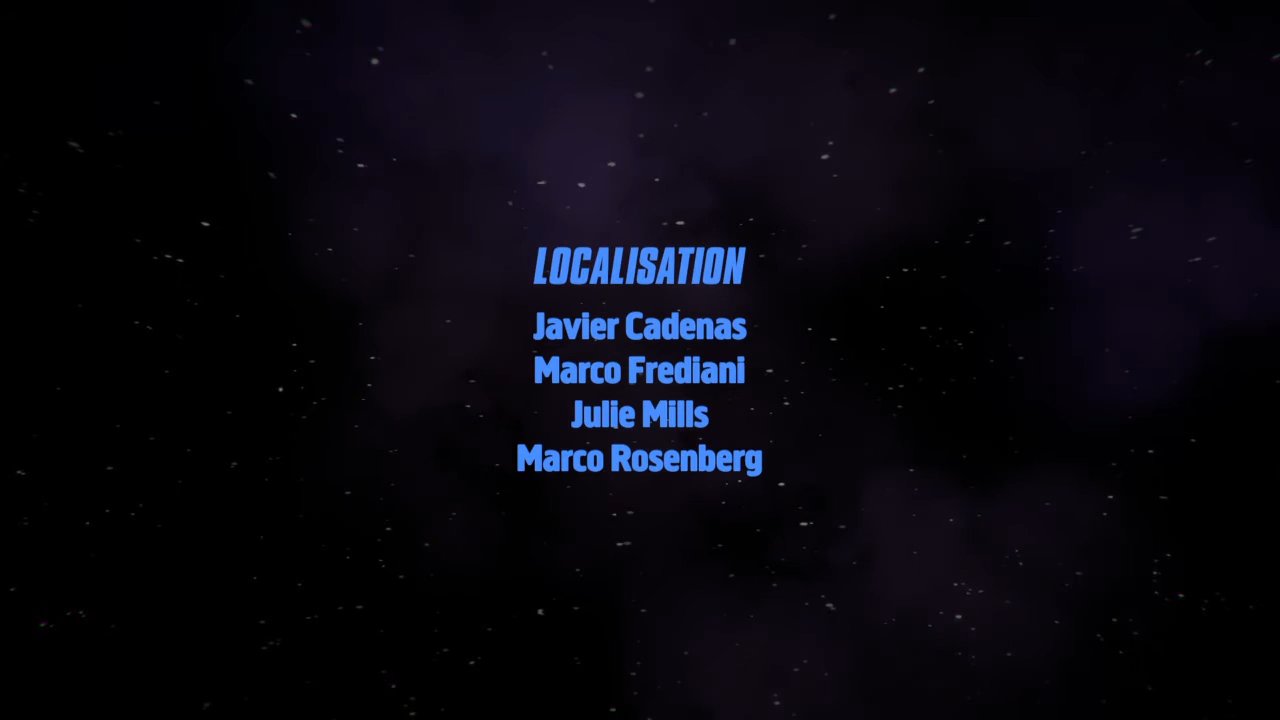 LOCALISATION
Javier Cadenas
Marco Frediani
Julie Mills
Marco Rosenberg